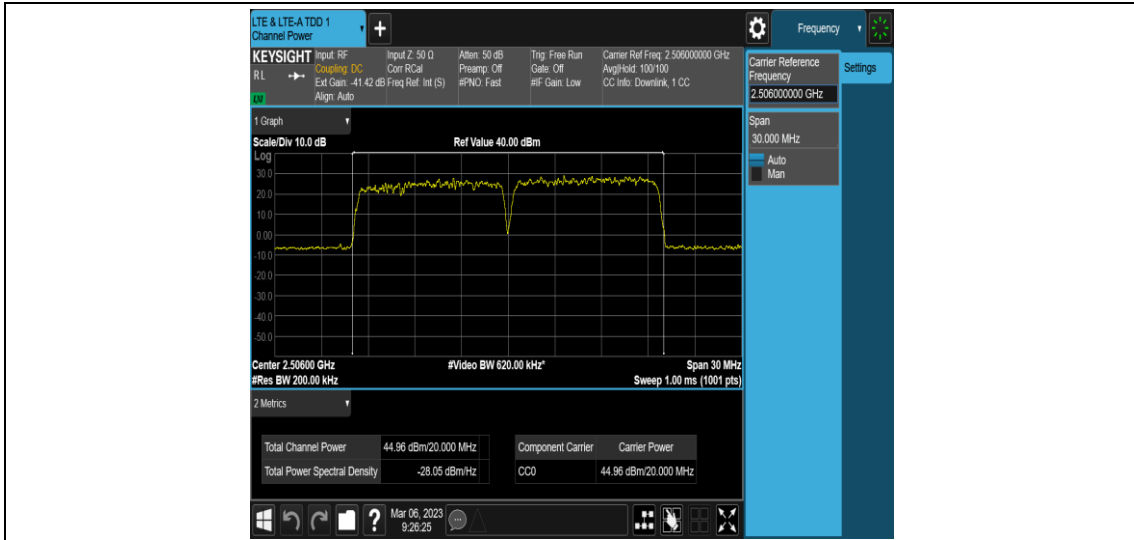 LTE & LTE-A TDD 1
Channel Power
Frequency
KEYSIGHT
R L
LXI
Input: RF
Coupling: DC
Ext Gain: -41.42 dB
Align: Auto
Input Z: 50 Ω
Corr RCal
Freq Ref: Int (S)
Atten: 50 dB
Preamp: Off
#PNO: Fast
Trig: Free Run
Gate: Off
#IF Gain: Low
Carrier Ref Freq: 2.506000000 GHz
Avg|Hold: 100/100
CC Info: Downlink, 1 CC
Carrier Reference
Frequency
2.506000000 GHz
Settings
Span
30.000 MHz
Auto
Man
1 Graph
Scale/Div 10.0 dB
Ref Value 40.00 dBm
Log
30.0
20.0
10.0
0.00
-10.0
-20.0
-30.0
-40.0
-50.0
Center 2.50600 GHz
#Video BW 620.00 kHz*
Span 30 MHz
#Res BW 200.00 kHz
Sweep 1.00 ms (1001 pts)
2 Metrics
Total Channel Power 44.96 dBm/20.000 MHz
Total Power Spectral Density -28.05 dBm/Hz
Component Carrier Carrier Power
CC0 44.96 dBm/20.000 MHz
?
Mar 06, 2023
9:26:25